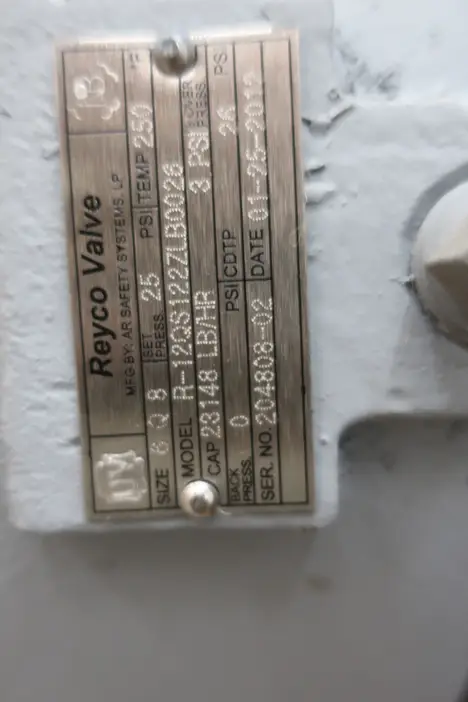 Reyco Valve
MFG BY: AR SAFETY SYSTEMS, LP
SIZE 6 Q 8 SET PRESS. 25 PSI TEMP 250 °F
MODEL R-12QS122ZLB0026
CAP 23148 LB/HR 3 PSI OVER PRESS
BACK PRESS. 0 PSI CDTP 26 PSI
SER. NO. 204808-02 DATE 01-25-2012